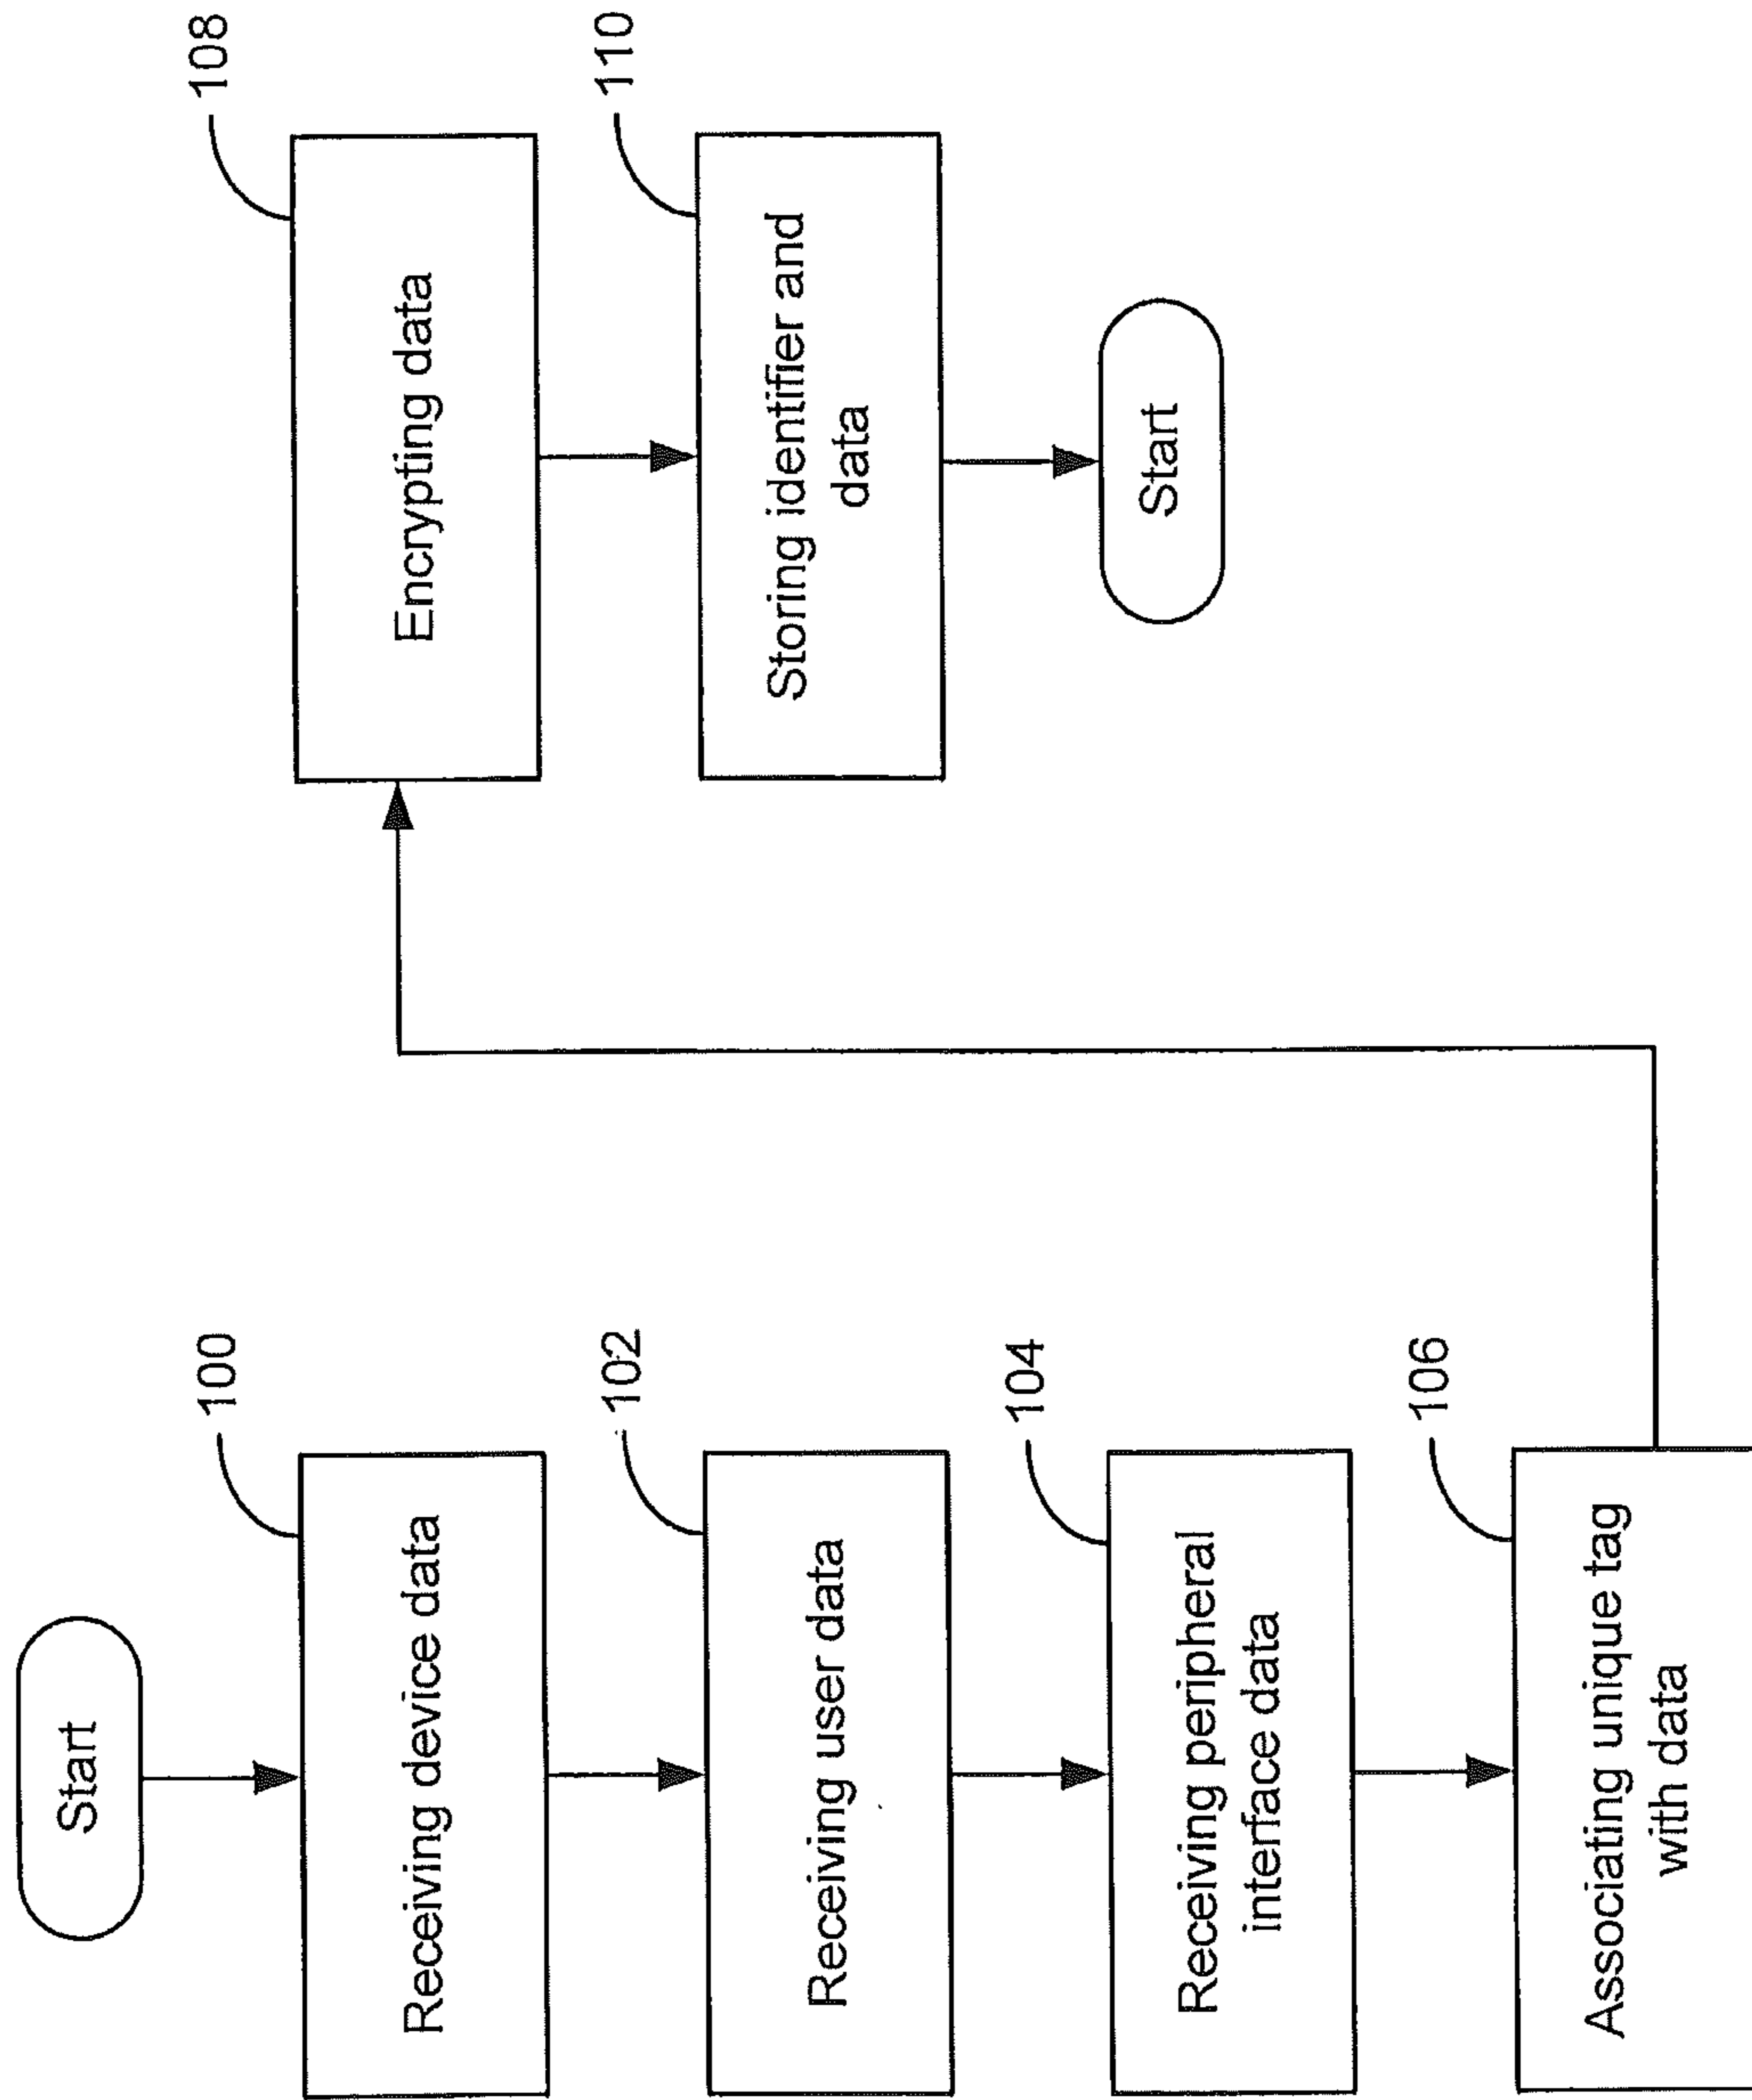 Start
100
Receiving device data
102
Receiving user data
104
Receiving peripheral
interface data
106
Associating unique tag
with data
108
Encrypting data
110
Storing identifier and
data
Start